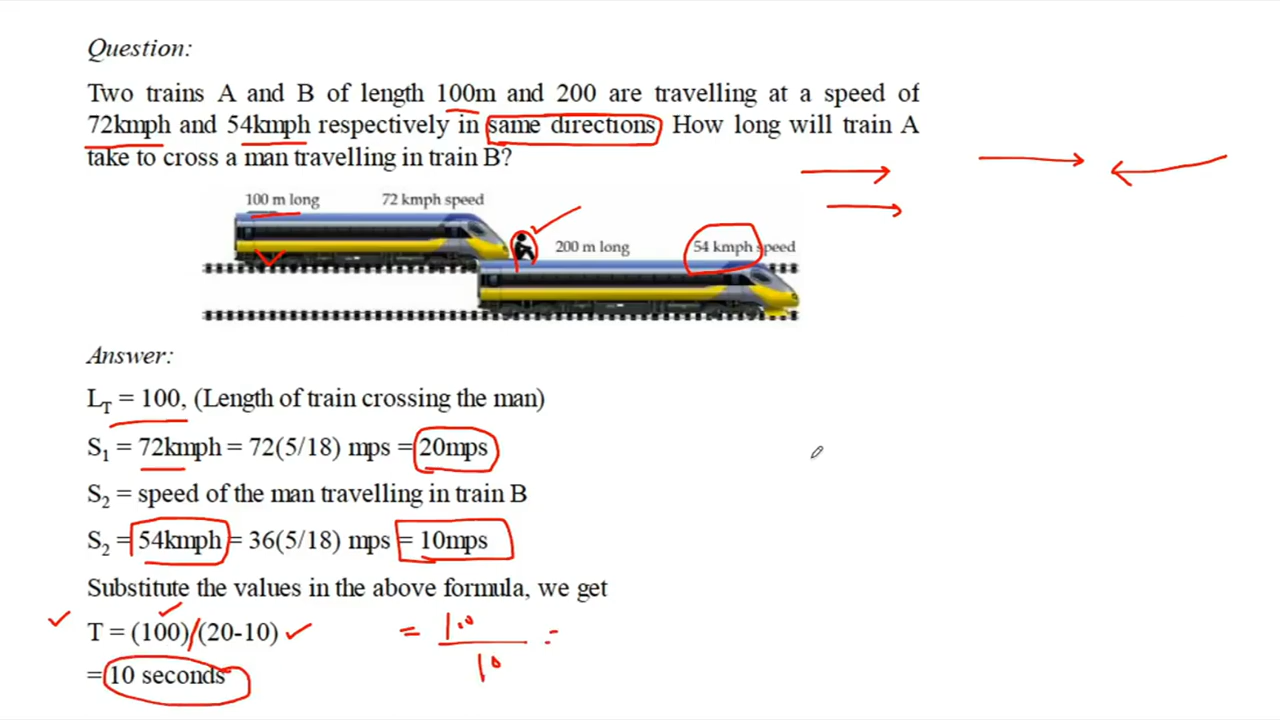 Question:
Two trains A and B of length 100m and 200 are travelling at a speed of
72kmph and 54kmph respectively in same directions. How long will train A
take to cross a man travelling in train B?
100 m long 72 kmph speed
200 m long 54 kmph speed
Answer:
L_T = 100, (Length of train crossing the man)
S₁ = 72kmph = 72(5/18) mps = 20mps
S₂ = speed of the man travelling in train B
S₂ = 54kmph = 36(5/18) mps = 10mps
Substitute the values in the above formula, we get
T = (100)/(20-10) = 100/10 =
= 10 seconds